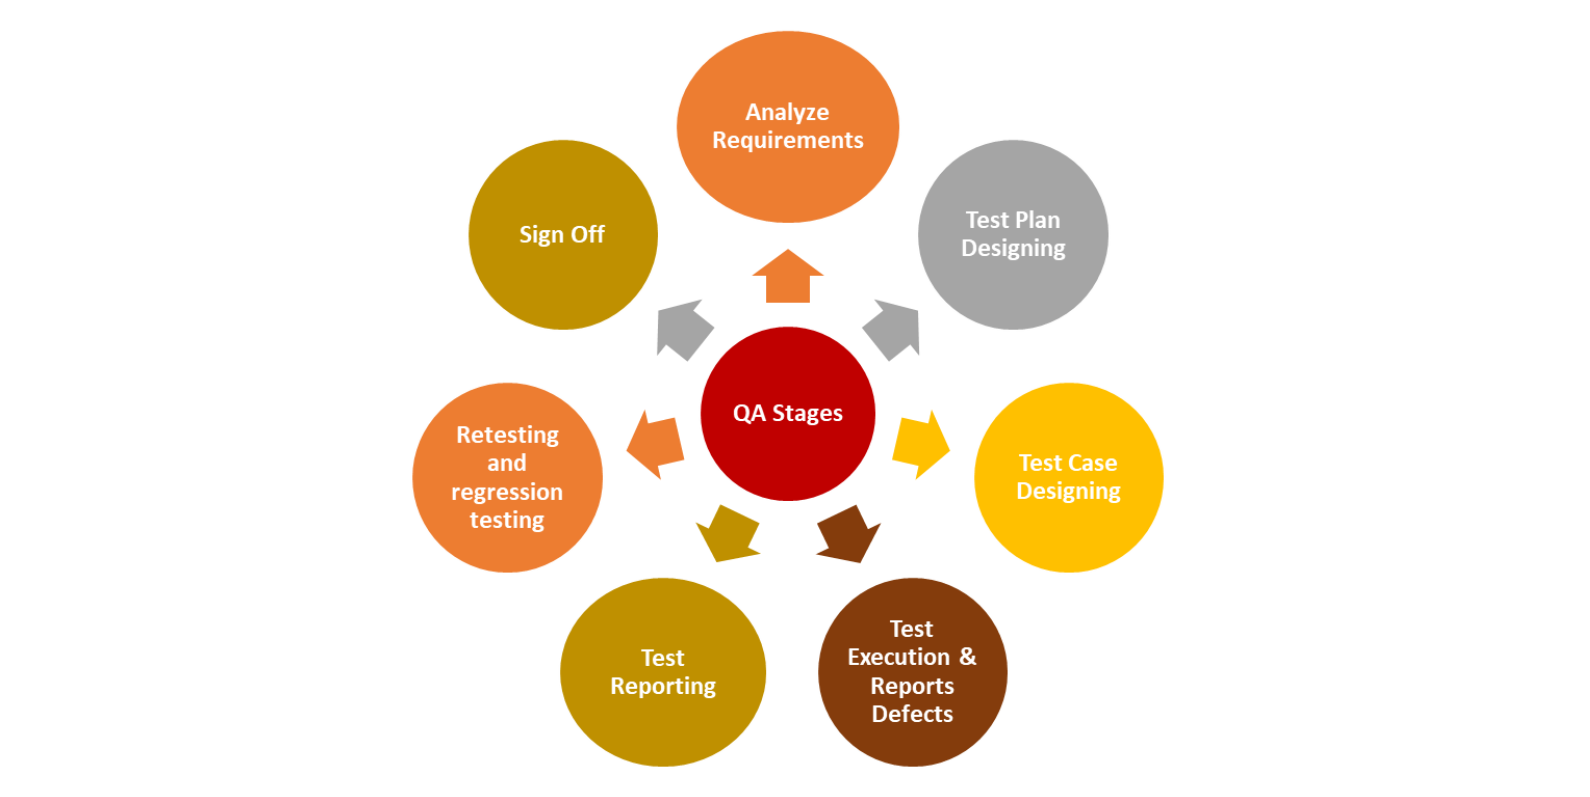 Analyze
Requirements
Test Plan
Designing
Test Case
Designing
Test
Execution &
Reports
Defects
Test
Reporting
Retesting
and
regression
testing
Sign Off
QA Stages